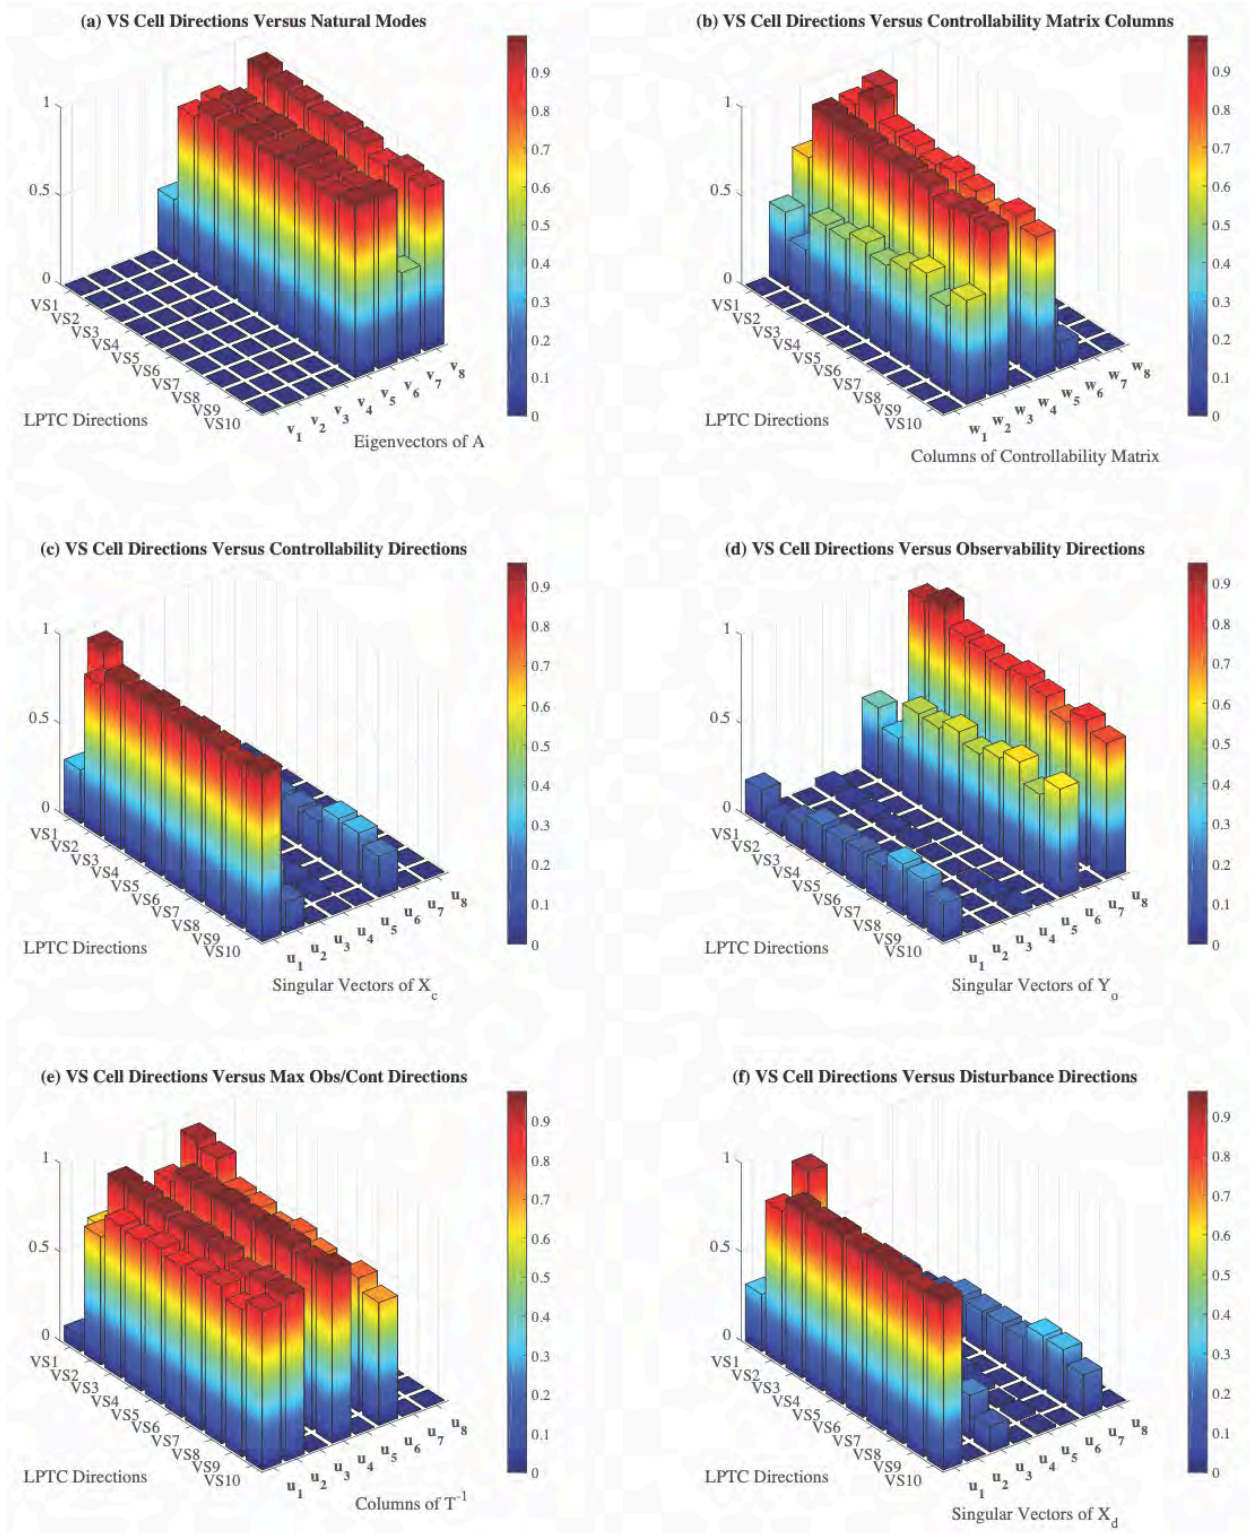 (a) VS Cell Directions Versus Natural Modes
1
0.5
0
VS1
VS2
VS3
VS4
VS5
VS6
VS7
VS8
VS9
VS10
LPTC Directions
v1 v2 v3 v4 v5 v6 v7 v8
Eigenvectors of A
0.9
0.8
0.7
0.6
0.5
0.4
0.3
0.2
0.1
0
(b) VS Cell Directions Versus Controllability Matrix Columns
1
0.5
0
VS1
VS2
VS3
VS4
VS5
VS6
VS7
VS8
VS9
VS10
LPTC Directions
w1 w2 w3 w4 w5 w6 w7 w8
Columns of Controllability Matrix
0.9
0.8
0.7
0.6
0.5
0.4
0.3
0.2
0.1
0
(c) VS Cell Directions Versus Controllability Directions
1
0.5
0
VS1
VS2
VS3
VS4
VS5
VS6
VS7
VS8
VS9
VS10
LPTC Directions
u1 u2 u3 u4 u5 u6 u7 u8
Singular Vectors of Xc
0.9
0.8
0.7
0.6
0.5
0.4
0.3
0.2
0.1
0
(d) VS Cell Directions Versus Observability Directions
1
0.5
0
VS1
VS2
VS3
VS4
VS5
VS6
VS7
VS8
VS9
VS10
LPTC Directions
u1 u2 u3 u4 u5 u6 u7 u8
Singular Vectors of Yo
0.9
0.8
0.7
0.6
0.5
0.4
0.3
0.2
0.1
0
(e) VS Cell Directions Versus Max Obs/Cont Directions
1
0.5
0
VS1
VS2
VS3
VS4
VS5
VS6
VS7
VS8
VS9
VS10
LPTC Directions
u1 u2 u3 u4 u5 u6 u7 u8
Columns of T-1
0.9
0.8
0.7
0.6
0.5
0.4
0.3
0.2
0.1
0
(f) VS Cell Directions Versus Disturbance Directions
1
0.5
0
VS1
VS2
VS3
VS4
VS5
VS6
VS7
VS8
VS9
VS10
LPTC Directions
u1 u2 u3 u4 u5 u6 u7 u8
Singular Vectors of Xd
0.9
0.8
0.7
0.6
0.5
0.4
0.3
0.2
0.1
0